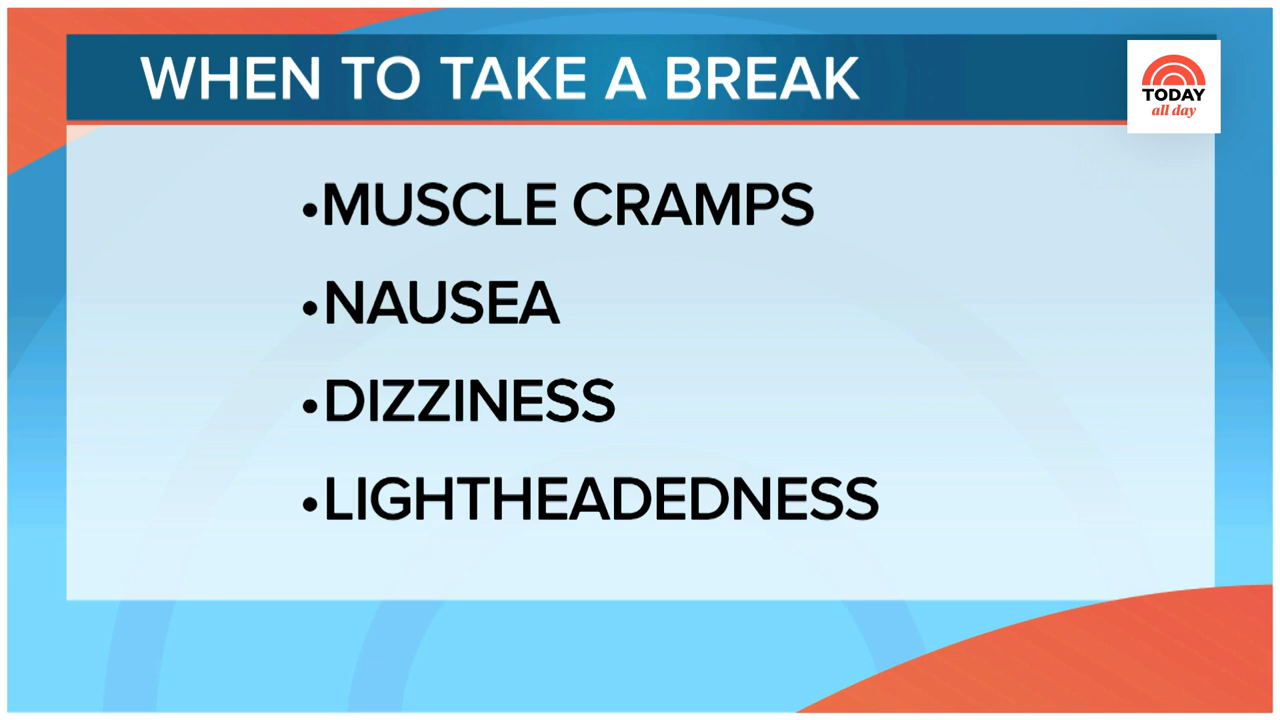 WHEN TO TAKE A BREAK
TODAY
all day
•MUSCLE CRAMPS
•NAUSEA
•DIZZINESS
•LIGHTHEADEDNESS